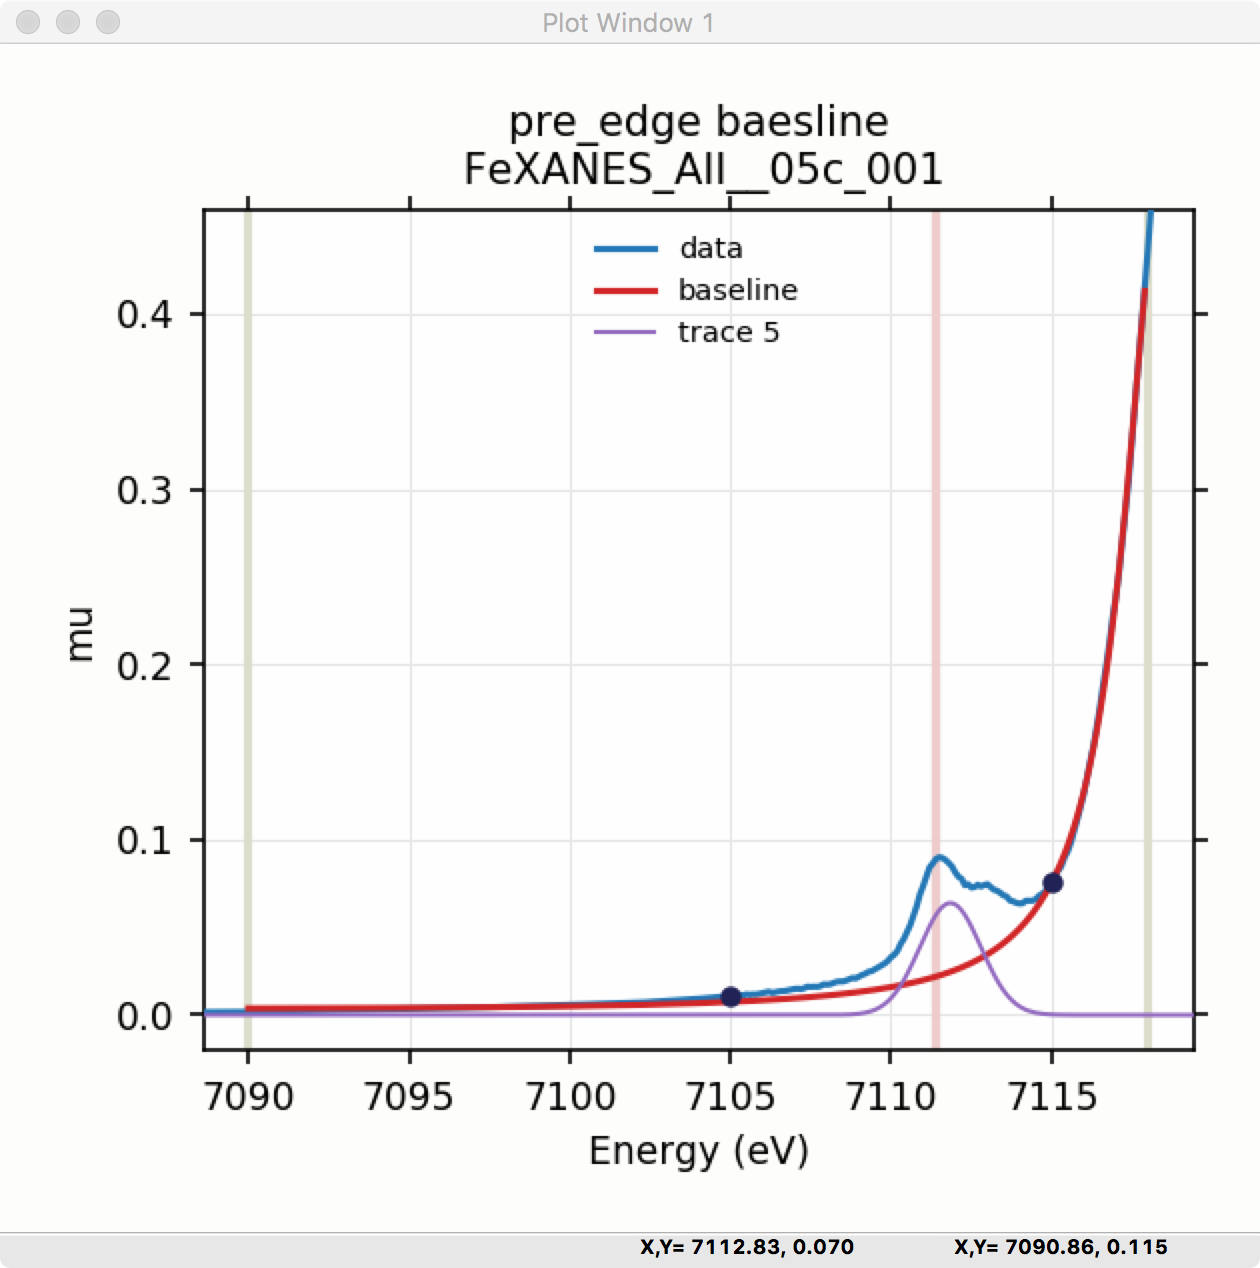 Plot Window 1
pre_edge baesline
FeXANES_All__05c_001
data
baseline
trace 5
0.4
0.3
0.2
0.1
0.0
mu
7090 7095 7100 7105 7110 7115
Energy (eV)
X,Y= 7112.83, 0.070 X,Y= 7090.86, 0.115